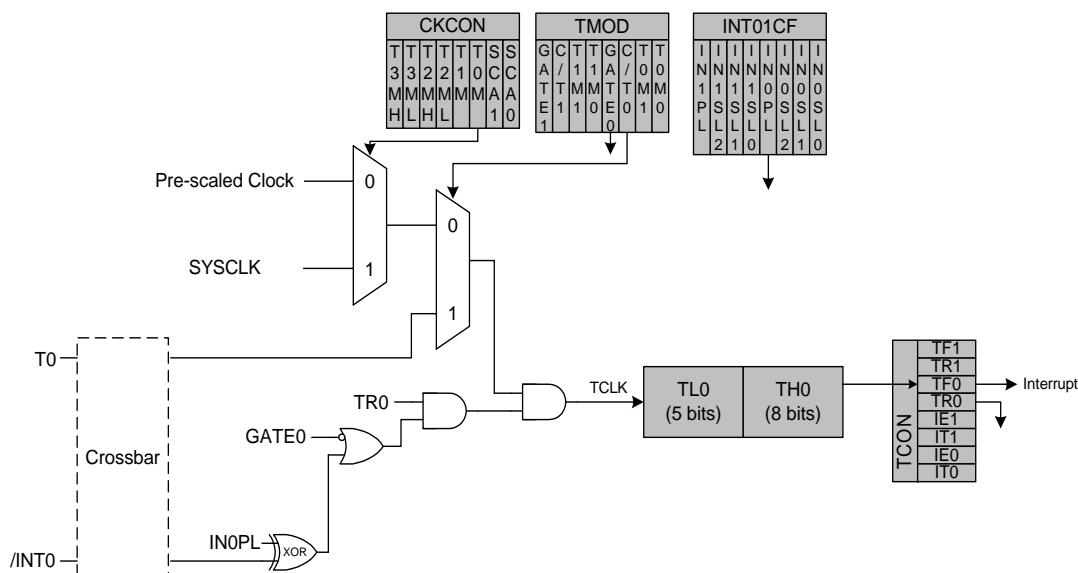 CKCON
TMOD
INT01CF
T3MH
T3ML
T2MH
T2ML
T1M
T0M
SCA1
SCA0
GATE1
C/T1
T1M1
T1M0
GATE0
C/T0
T0M1
T0M0
IN1PL
IN1SL2
IN1SL1
IN1SL0
IN0PL
IN0SL2
IN0SL1
IN0SL0
Pre-scaled Clock
0
0
SYSCLK
1
1
T0
TR0
TCLK
TL0
(5 bits)
TH0
(8 bits)
TCON
TF1
TR1
TF0
TR0
IE1
IT1
IE0
IT0
Interrupt
GATE0
Crossbar
IN0PL
XOR
/INT0